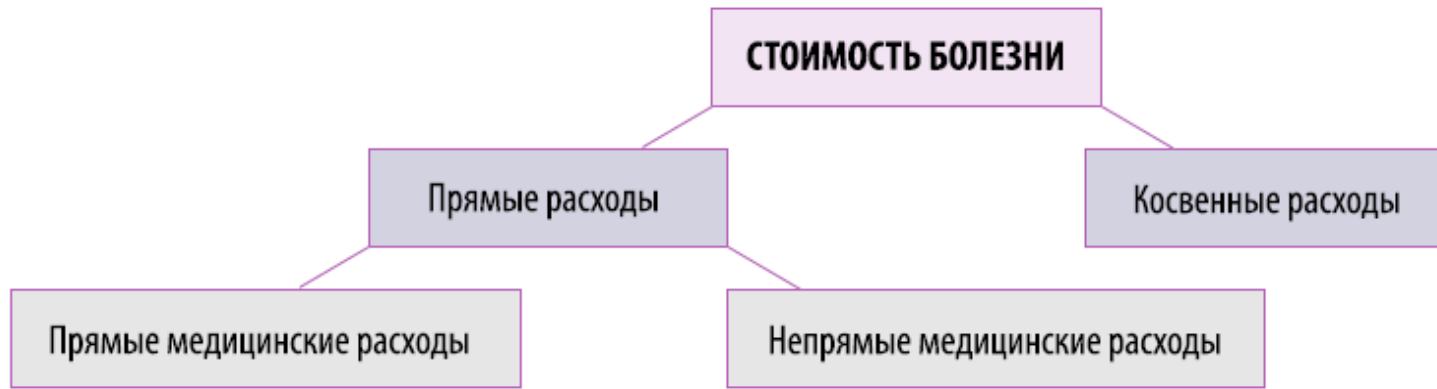 СТОИМОСТЬ БОЛЕЗНИ
Прямые расходы
Косвенные расходы
Прямые медицинские расходы
Непрямые медицинские расходы